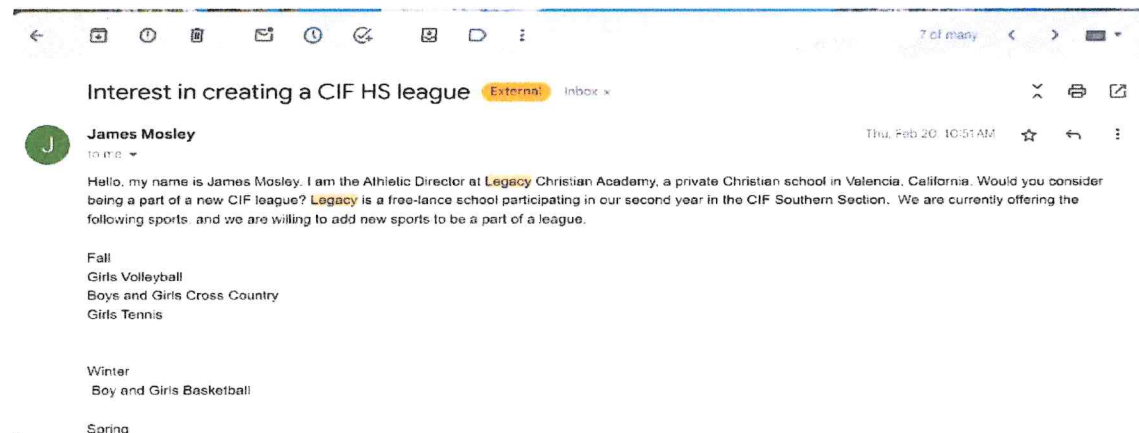 7 of many
Interest in creating a CIF HS league External Inbox x
J
James Mosley
Thu, Feb 20, 10:51 AM
to me
Hello, my name is James Mosley. I am the Athletic Director at Legacy Christian Academy, a private Christian school in Valencia, California. Would you consider
being a part of a new CIF league? Legacy is a free-lance school participating in our second year in the CIF Southern Section. We are currently offering the
following sports, and we are willing to add new sports to be a part of a league.
Fall
Girls Volleyball
Boys and Girls Cross Country
Girls Tennis
Winter
Boy and Girls Basketball
Spring